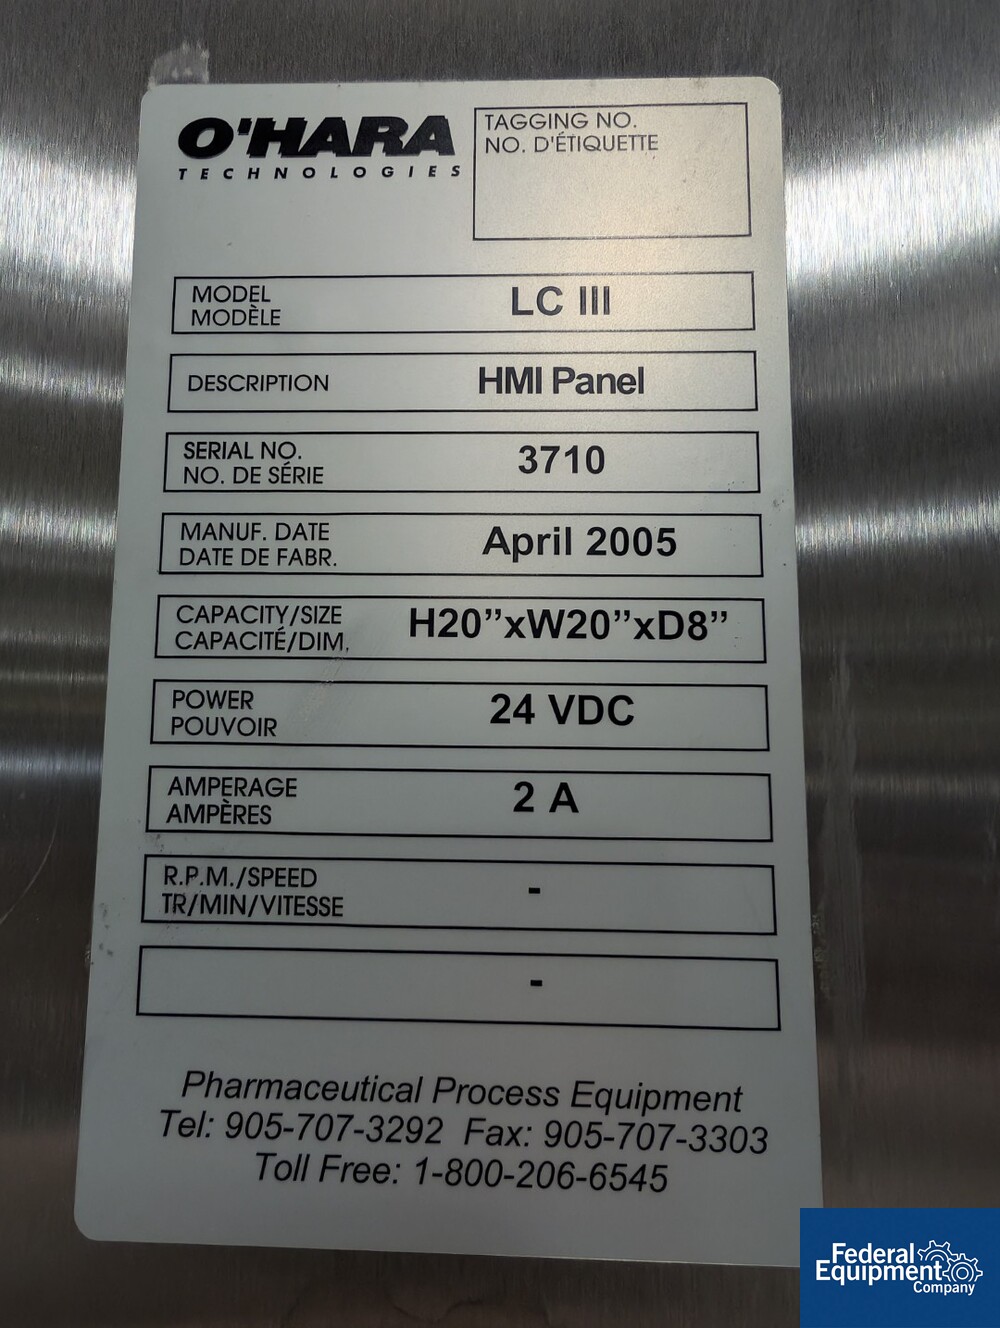 O'HARA
TECHNOLOGIES
TAGGING NO.
NO. D'ÉTIQUETTE
MODEL
MODÈLE
LC III
DESCRIPTION
HMI Panel
SERIAL NO.
NO. DE SÉRIE
3710
MANUF. DATE
DATE DE FABR.
April 2005
CAPACITY/SIZE
CAPACITÉ/DIM.
H20”xW20”xD8”
POWER
POUVOIR
24 VDC
AMPERAGE
AMPÈRES
2 A
R.P.M./SPEED
TR/MIN/VITESSE
-
-
Pharmaceutical Process Equipment
Tel: 905-707-3292 Fax: 905-707-3303
Toll Free: 1-800-206-6545
Federal
Equipment
Company